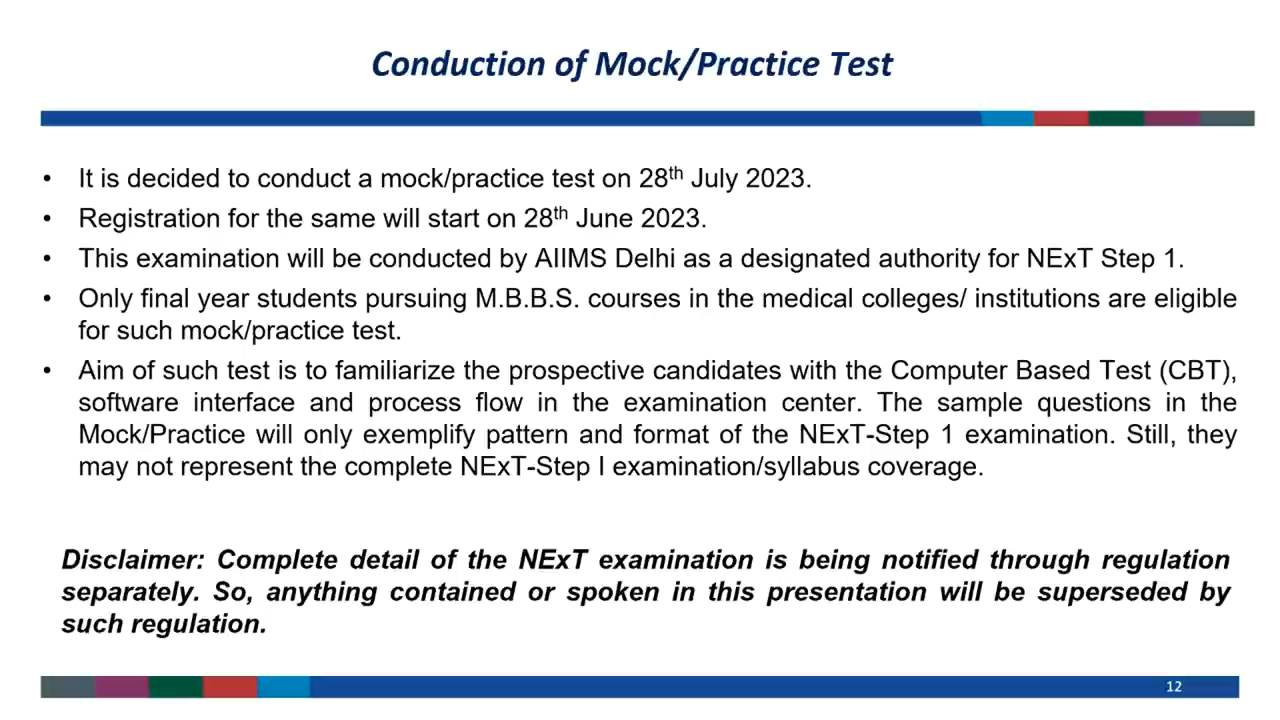 Conduction of Mock/Practice Test
• It is decided to conduct a mock/practice test on 28th July 2023.
• Registration for the same will start on 28th June 2023.
• This examination will be conducted by AIIMS Delhi as a designated authority for NExT Step 1.
• Only final year students pursuing M.B.B.S. courses in the medical colleges/ institutions are eligible
for such mock/practice test.
• Aim of such test is to familiarize the prospective candidates with the Computer Based Test (CBT),
software interface and process flow in the examination center. The sample questions in the
Mock/Practice will only exemplify pattern and format of the NExT-Step 1 examination. Still, they
may not represent the complete NExT-Step I examination/syllabus coverage.
Disclaimer: Complete detail of the NExT examination is being notified through regulation
separately. So, anything contained or spoken in this presentation will be superseded by
such regulation.
12